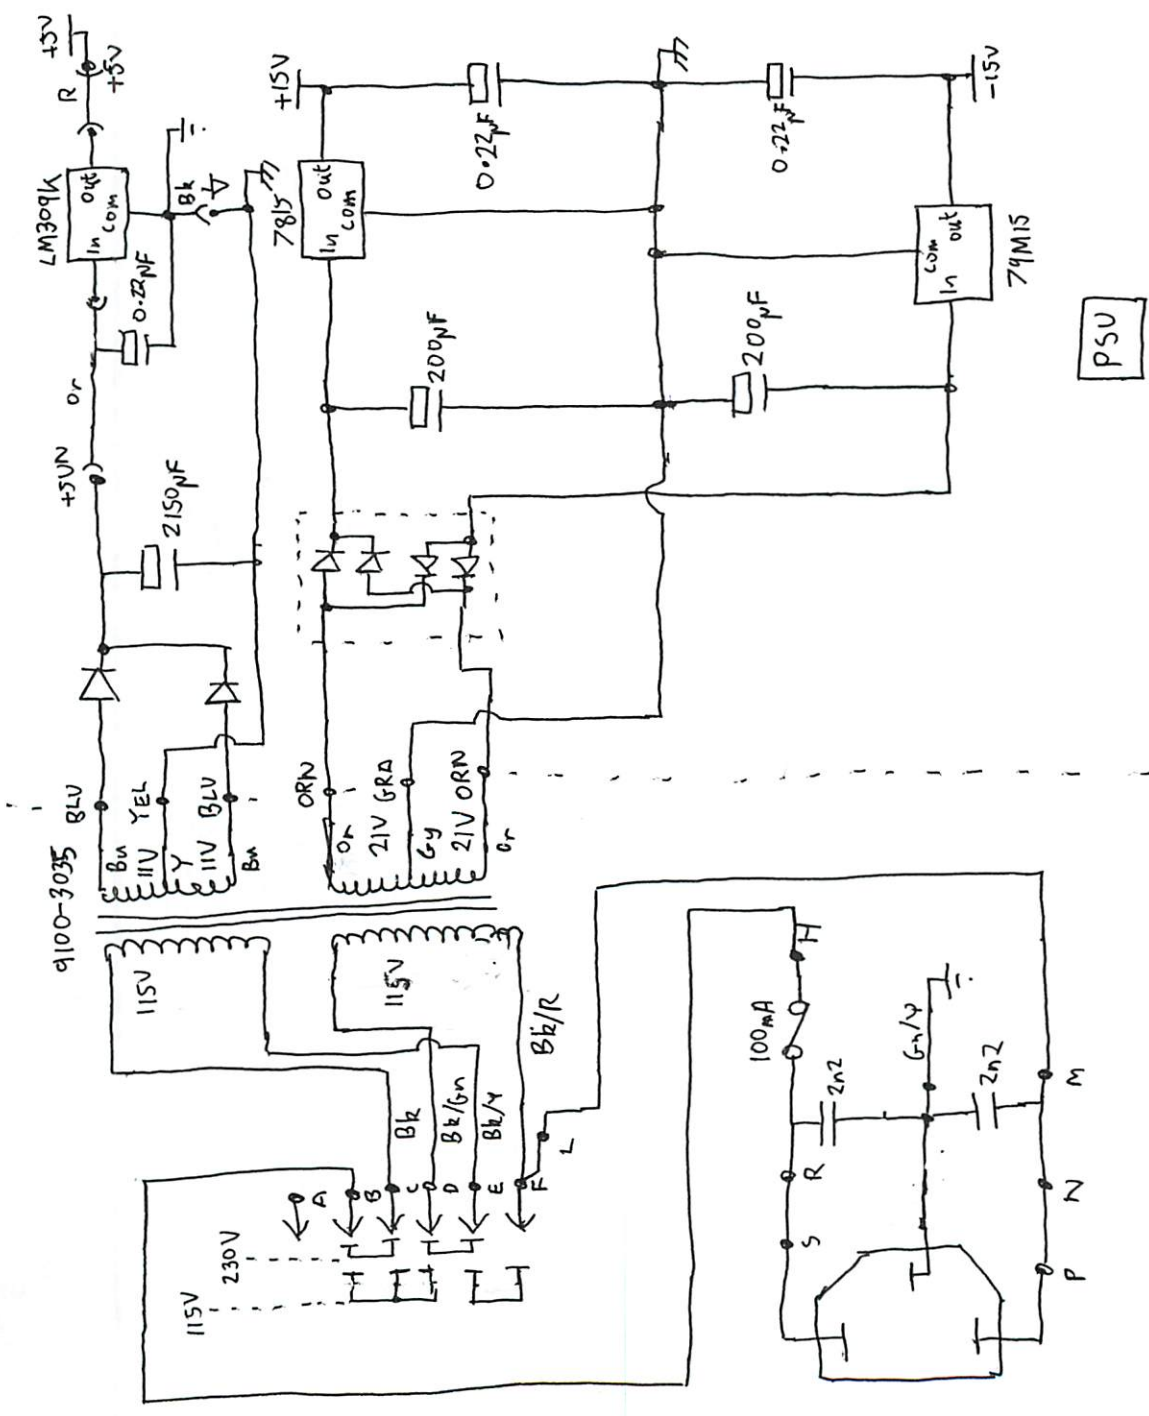 +5V
+5V
R
LM309K
Out
Com
In
Bk
0.22µF
or
+5UN
2150µF
+15V
7815
Out
Com
In
0.22µF
0.22µF
-15V
79M15
Com
out
In
200µF
200µF
PSU
BLU
YEL
BLU
ORN
21V GRA
21V ORN
Bu
11V
Y
11V
Bu
Or
Gy
Or
9100-3035
115V
115V
Bk
Bk/Gn
Bk/Y
Bk/R
A
B
C
D
E
F
L
230V
115V
H
100mA
2n2
Gn/Y
2n2
R
S
M
N
P